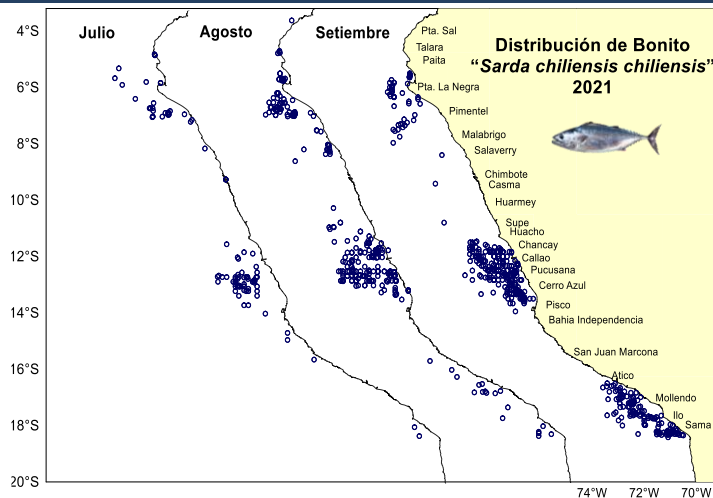 4°S
6°S
8°S
10°S
12°S
14°S
16°S
18°S
20°S
Julio
Agosto
Setiembre
Distribución de Bonito
“Sarda chiliensis chiliensis”
2021
Pta. Sal
Talara
Paita
Pta. La Negra
Pimentel
Malabrigo
Salaverry
Chimbote
Casma
Huarmey
Supe
Huacho
Chancay
Callao
Pucusana
Cerro Azul
Pisco
Bahia Independencia
San Juan Marcona
Atico
Mollendo
Ilo
Sama
74°W 72°W 70°W